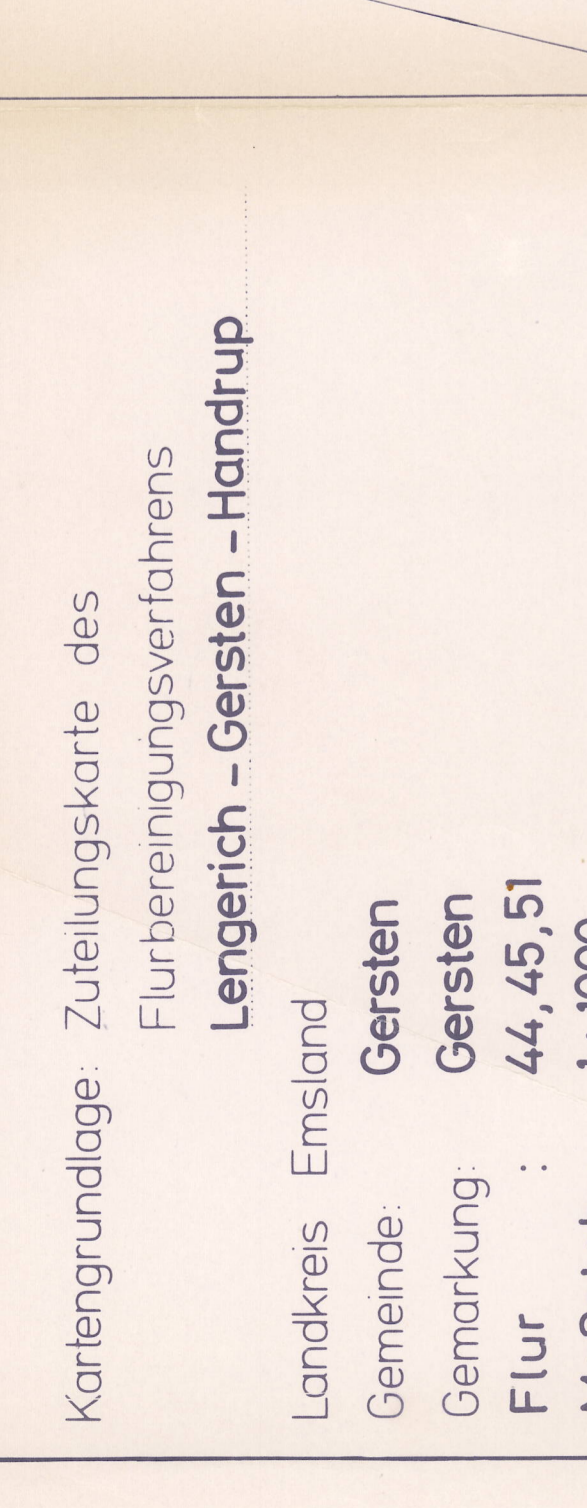 Kartengrundlage: Zuteilungskarte des
Flurbereinigungsverfahrens
Lengerich – Gersten – Handrup
Landkreis Emsland
Gemeinde: Gersten
Gemarkung: Gersten
Flur : 44, 45, 51